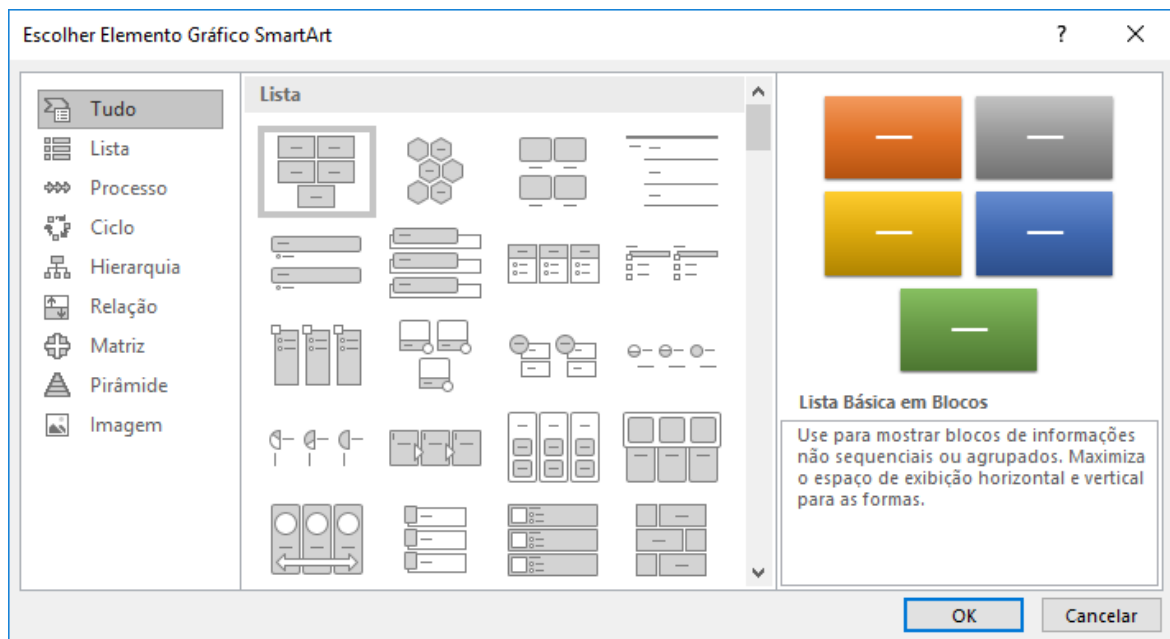 Escolher Elemento Gráfico SmartArt
?
Tudo
Lista
Processo
Ciclo
Hierarquia
Relação
Matriz
Pirâmide
Imagem
Lista
Lista Básica em Blocos
Use para mostrar blocos de informações
não sequenciais ou agrupados. Maximiza
o espaço de exibição horizontal e vertical
para as formas.
OK
Cancelar